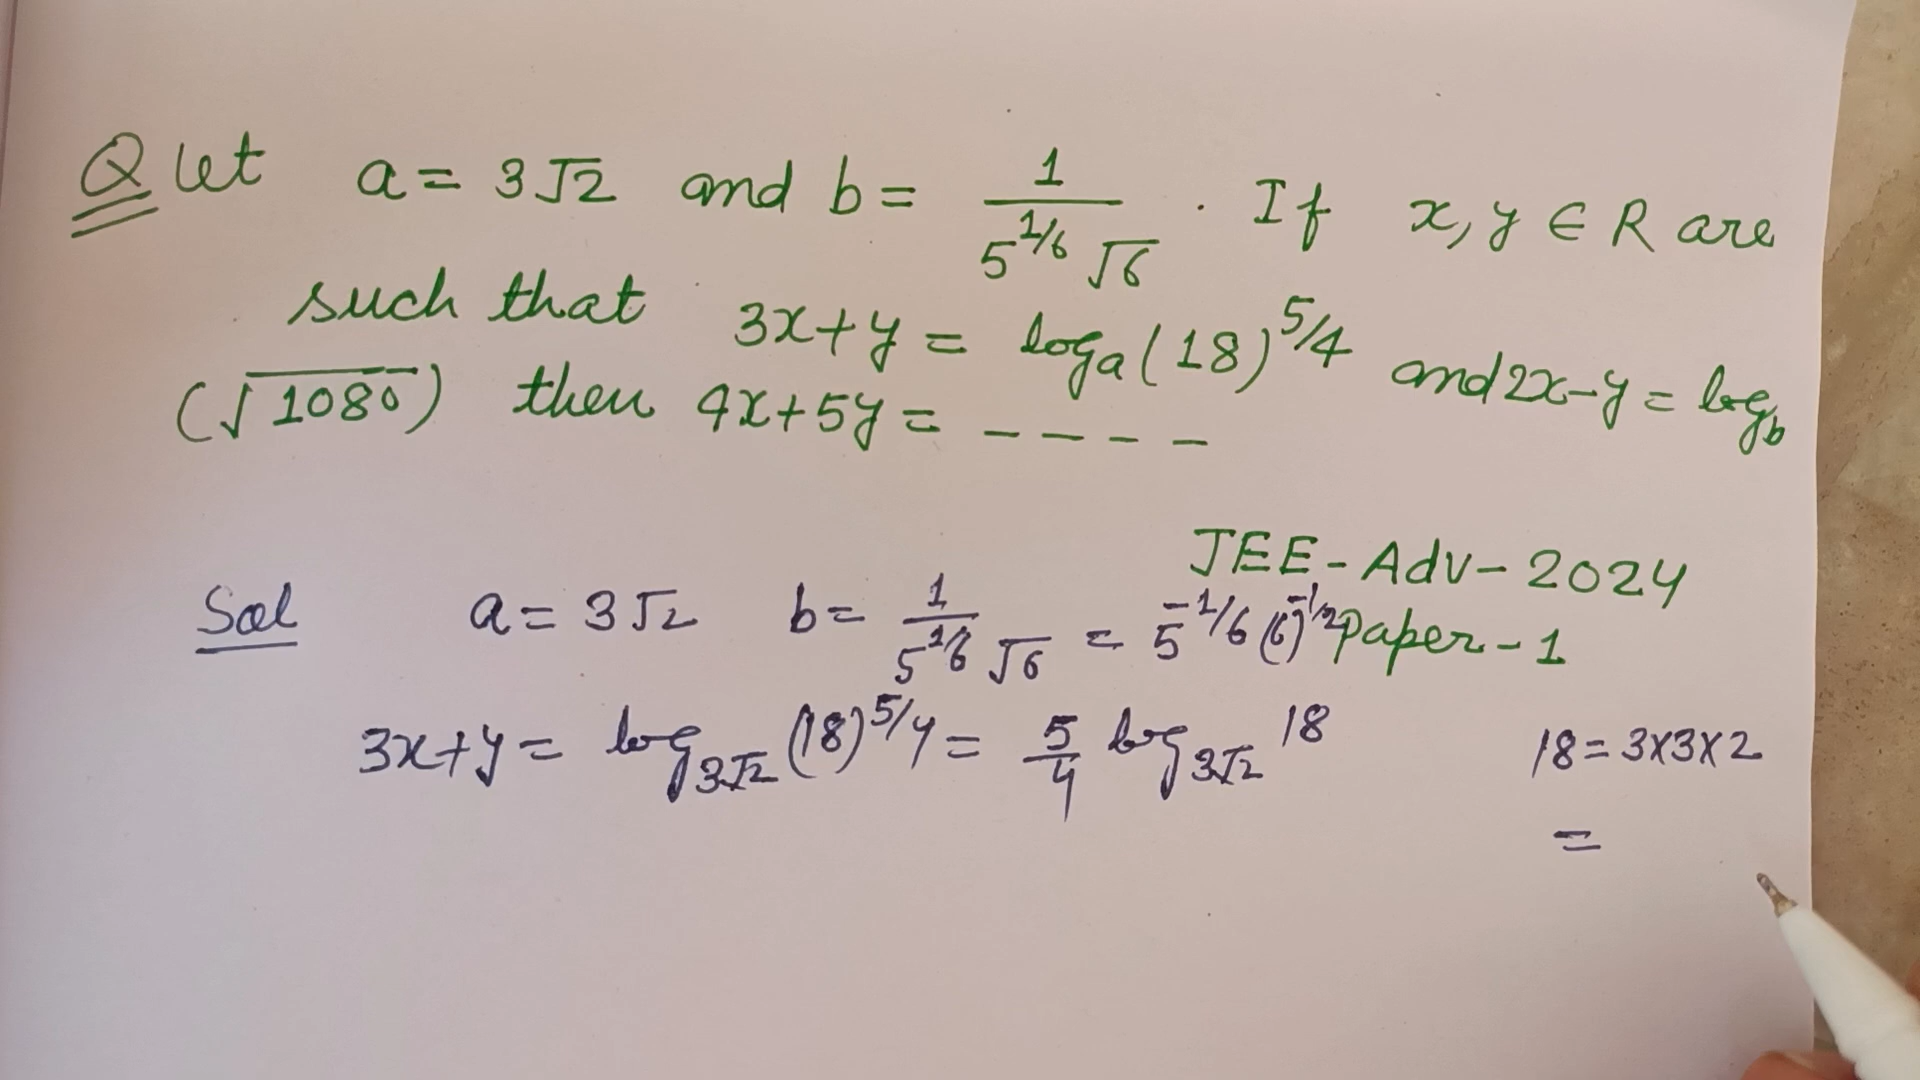 Q Let a = 3√2 and b = 1/(5^(1/6) √6) . If x, y ∈ R are
such that 3x+y = log_a (18)^(5/4) and 2x-y = log_b
(√1080) then 4x+5y = ----
JEE-Adv-2024
Paper-1
Sol a = 3√2 b = 1/(5^(1/6) √6) = 5^(-1/6) (6)^(-1/2)
3x+y = log_(3√2) (18)^(5/4) = 5/4 log_(3√2) 18 18 = 3×3×2
=